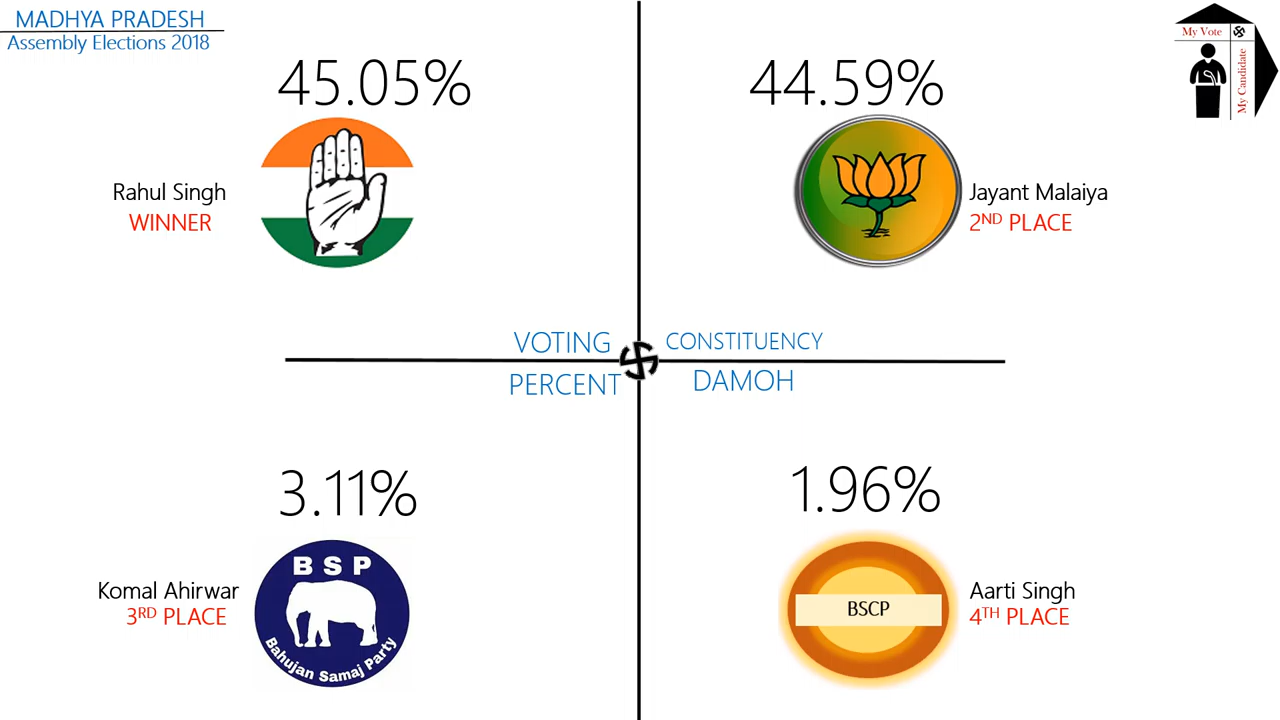 MADHYA PRADESH
Assembly Elections 2018
My Vote
My Candidate
45.05%
Rahul Singh
WINNER
44.59%
Jayant Malaiya
2ND PLACE
VOTING
PERCENT
CONSTITUENCY
DAMOH
3.11%
Komal Ahirwar
3RD PLACE
BSP
Bahujan Samaj Party
1.96%
BSCP
Aarti Singh
4TH PLACE